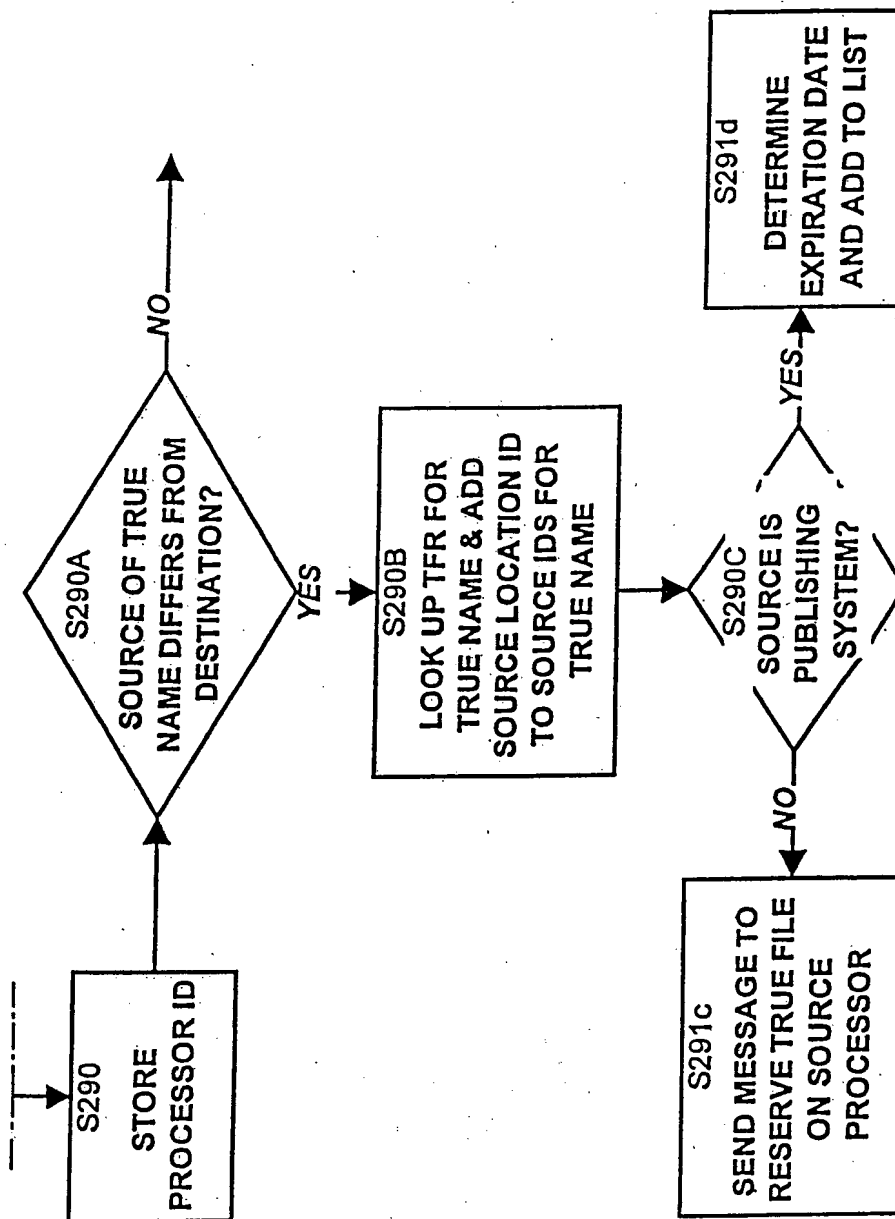 S290
STORE
PROCESSOR ID
S290A
SOURCE OF TRUE
NAME DIFFERS FROM
DESTINATION?
NO
YES
S290B
LOOK UP TFR FOR
TRUE NAME & ADD
SOURCE LOCATION ID
TO SOURCE IDS FOR
TRUE NAME
S290C
SOURCE IS
PUBLISHING
SYSTEM?
NO
YES
S291c
SEND MESSAGE TO
RESERVE TRUE FILE
ON SOURCE
PROCESSOR
S291d
DETERMINE
EXPIRATION DATE
AND ADD TO LIST